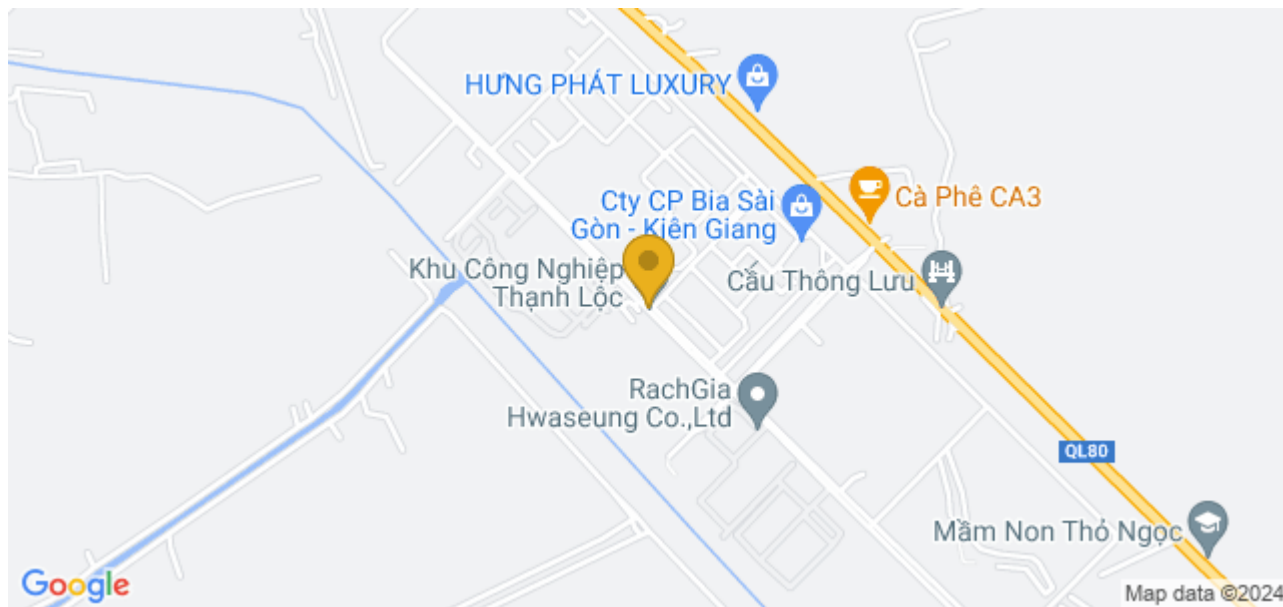 HƯNG PHÁT LUXURY
Cà Phê CA3
Cty CP Bia Sài
Gòn - Kiên Giang
Khu Công Nghiệp
Thạnh Lộc
Cầu Thông Lưu
RachGia
Hwaseung Co.,Ltd
QL80
Mầm Non Thỏ Ngọc
Google
Map data ©2024